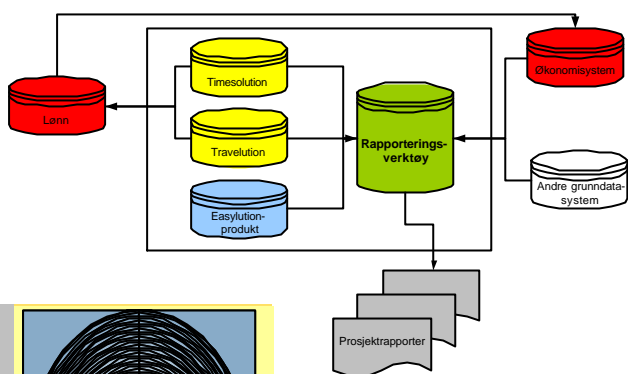 Timesolution
Økonomisystem
Lønn
Travelution
Rapporterings-
verktøy
Easylution-
produkt
Andre grunndata-
system
Prosjektrapporter